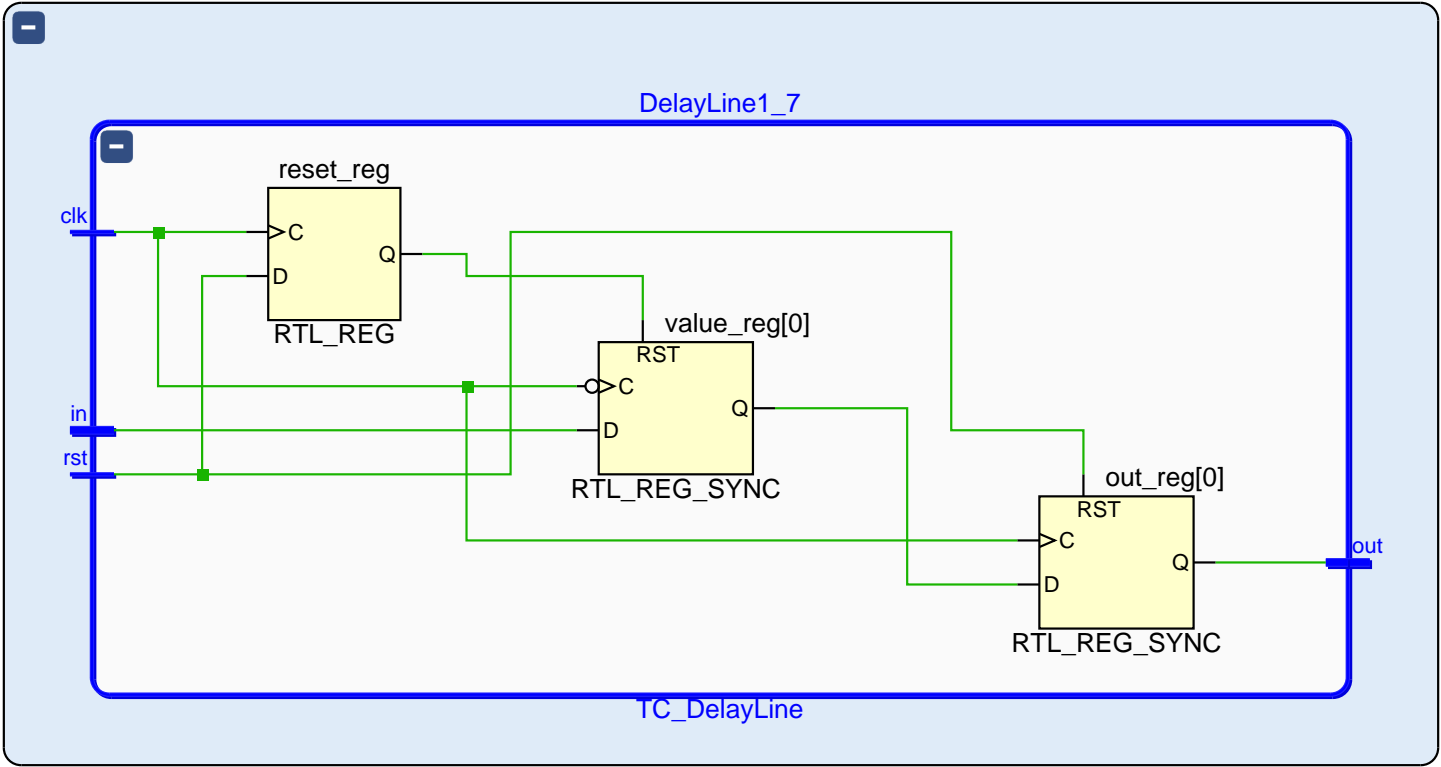 DelayLine1_7
reset_reg
clk
C
Q
D
RTL_REG
value_reg[0]
RST
C
in
Q
D
rst
RTL_REG_SYNC
out_reg[0]
RST
C
out
Q
D
RTL_REG_SYNC
TC_DelayLine